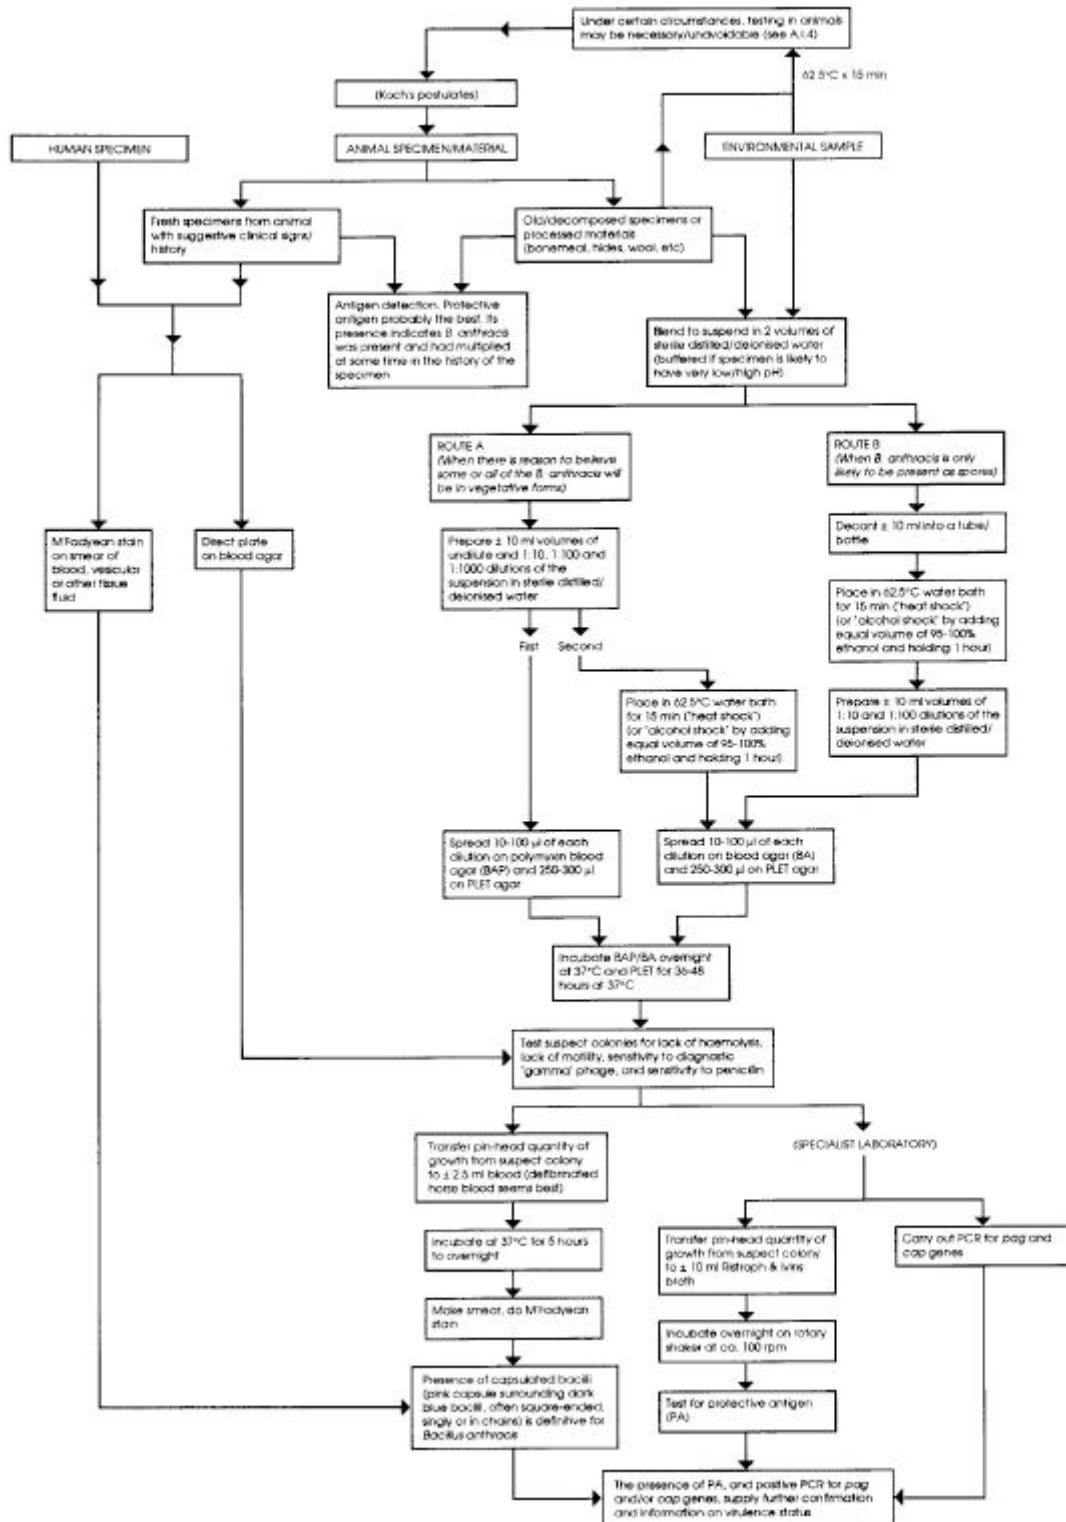 Under certain circumstances, testing in animals
may be necessary/unavoidable (see A.I.4)
62.5°C x 15 min
(Koch's postulates)
HUMAN SPECIMEN
ANIMAL SPECIMEN/MATERIAL
ENVIRONMENTAL SAMPLE
Fresh specimens from animal
with suggestive clinical signs/
history
Old/decomposed specimens or
processed materials
(bonemeal, hides, wool, etc)
Antigen detection. Protective
antigen probably the best. Its
presence indicates B. anthracis
was present and had multiplied
at some time in the history of the
specimen
Blend to suspend in 2 volumes of
sterile distilled/deionised water
(buffered if specimen is likely to
have very low/high pH)
ROUTE A
(When there is reason to believe
some or all of the B. anthracis will
be in vegetative forms)
ROUTE B
(When B. anthracis is only
likely to be present as spores)
M'Fadyean stain
on smear of
blood, vesicular
or other tissue
fluid
Direct plate
on blood agar
Prepare ± 10 ml volumes of
undilute and 1:10, 1:100 and
1:1000 dilutions of the
suspension in sterile distilled/
deionised water
Decant ± 10 ml into a tube/
bottle
Place in 62.5°C water bath
for 15 min ("heat shock")
(or "alcohol shock" by adding
equal volume of 95-100%
ethanol and holding 1 hour)
First Second
Place in 62.5°C water bath
for 15 min ("heat shock")
(or "alcohol shock" by adding
equal volume of 95-100%
ethanol and holding 1 hour)
Prepare ± 10 ml volumes of
1:10 and 1:100 dilutions of the
suspension in sterile distilled/
deionised water
Spread 10-100 µl of each
dilution on polymyxin blood
agar (BAP) and 250-300 µl
on PLET agar
Spread 10-100 µl of each
dilution on blood agar (BA)
and 250-300 µl on PLET agar
Incubate BAP/BA overnight
at 37°C and PLET for 36-48
hours at 37°C
Test suspect colonies for lack of haemolysis,
lack of motility, sensitivity to diagnostic
"gamma" phage, and sensitivity to penicillin
Transfer pin-head quantity of
growth from suspect colony
to ± 2.5 ml blood (defibrinated
horse blood seems best)
(SPECIALIST LABORATORY)
Incubate at 37°C for 5 hours
to overnight
Transfer pin-head quantity of
growth from suspect colony
to ± 10 ml Ristroph & Ivins
broth
Carry out PCR for pag and
cap genes
Make smear, do M'Fadyean
stain
Incubate overnight on rotary
shaker at ca. 100 rpm
Presence of capsulated bacilli
(pink capsule surrounding dark
blue bacilli, often square-ended,
singly or in chains) is definitive for
Bacillus anthracis
Test for protective antigen
(PA)
The presence of PA, and positive PCR for pag
and/or cap genes, supply further confirmation
and information on virulence status